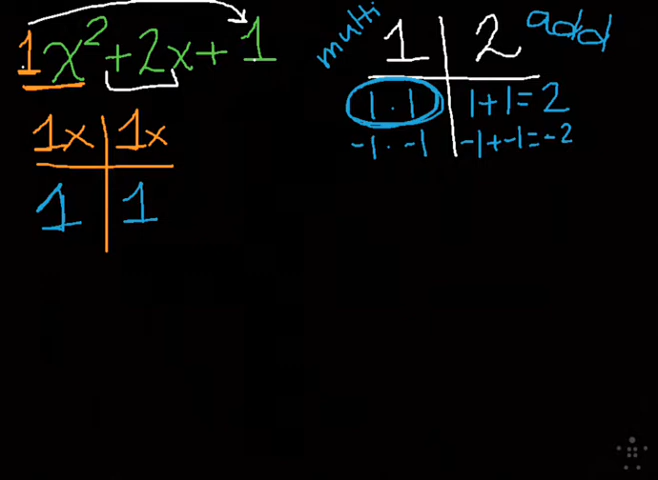 1x² + 2x + 1
1x | 1x
1 | 1
multi 1 | 2 add
1 · 1 | 1 + 1 = 2
-1 · -1 | -1 + -1 = -2